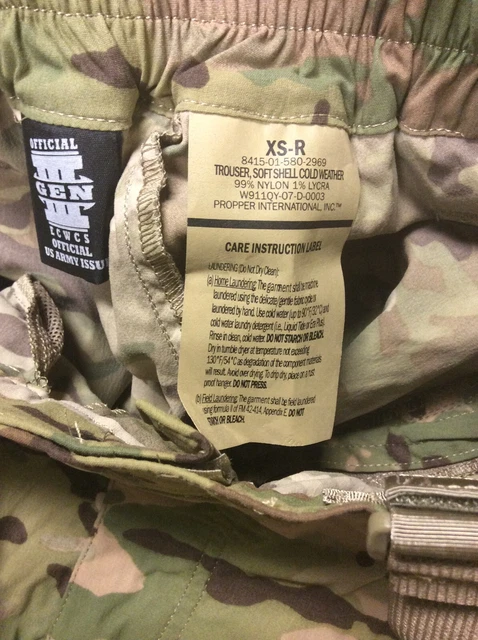 OFFICIAL
III
GEN
III
ECWCS
OFFICIAL
US ARMY ISSU
XS-R
8415-01-580-2969
TROUSER, SOFT SHELL COLD WEATHER
99% NYLON 1% LYCRA
W911QY-07-D-0003
PROPPER INTERNATIONAL, INC.™
CARE INSTRUCTION LABEL
LAUNDERING (Do Not Dry Clean):
(a) Home Laundering: The garment shall be machine
laundered using the delicate/gentle fabric cycle or
laundered by hand. Use cold water (up to 90°F/32°C) and
cold water laundry detergent (i.e., Liquid Tide or Era Plus).
Rinse in clean, cold water. DO NOT STARCH OR BLEACH.
Dry in tumble dryer at temperature not exceeding
130°F/54°C as degradation of the component materials
will result. Avoid over drying. To drip dry, place on a rust
proof hanger. DO NOT PRESS.
(b) Field Laundering: The garment shall be field laundered
using formula II of FM 42-414, Appendix E. DO NOT
OR BLEACH.